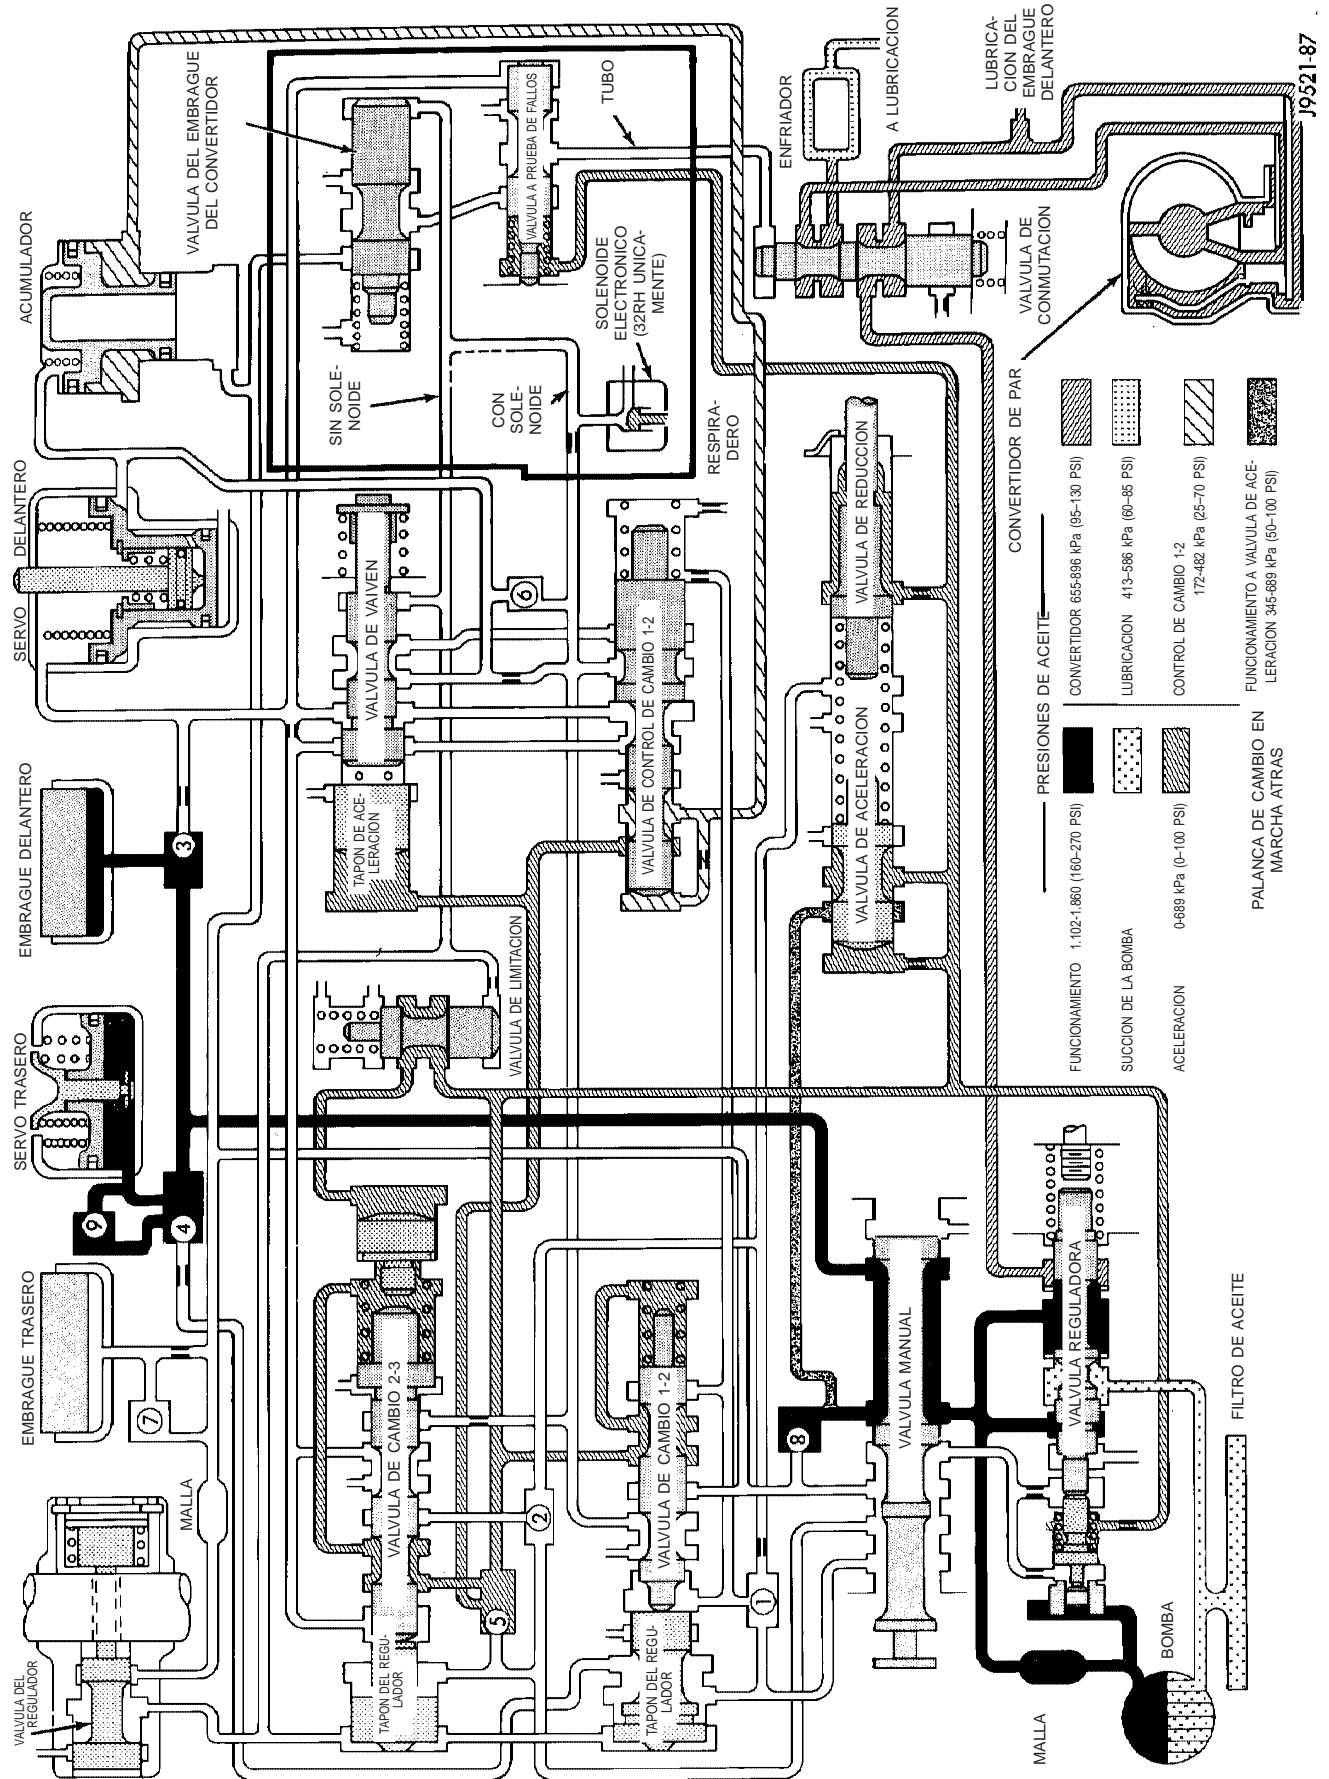 VALVULA DEL
REGULADOR
MALLA
EMBRAGUE TRASERO
SERVO TRASERO
EMBRAGUE DELANTERO
SERVO DELANTERO
ACUMULADOR
VALVULA DEL EMBRAGUE
DEL CONVERTIDOR
7
9
4
3
VALVULA A PRUEBA DE FALLOS
TUBO
SIN SOLE-
NOIDE
CON
SOLE-
NOIDE
SOLENOIDE
ELECTRONICO
(32RH UNICA-
MENTE)
RESPIRA-
DERO
ENFRIADOR
A LUBRICACION
LUBRICA-
CION DEL
EMBRAGUE
DELANTERO
TAPON DEL REGU-
LADOR
VALVULA DE CAMBIO 2-3
VALVULA DE LIMITACION
TAPON DE ACE-
LERACION
VALVULA DE VAIVEN
5
2
6
TAPON DEL REGU-
LADOR
VALVULA DE CAMBIO 1-2
VALVULA DE CONTROL DE CAMBIO 1-2
1
8
VALVULA DE ACELERACION
VALVULA DE REDUCCION
VALVULA DE
CONMUTACION
CONVERTIDOR DE PAR
VALVULA MANUAL
VALVULA REGULADORA
MALLA
BOMBA
FILTRO DE ACEITE
PRESIONES DE ACEITE
FUNCIONAMIENTO 1.102-1.860 (160-270 PSI)
SUCCION DE LA BOMBA
ACELERACION 0-689 kPa (0-100 PSI)
CONVERTIDOR 655-896 kPa (95-130 PSI)
LUBRICACION 413-586 kPa (60-85 PSI)
CONTROL DE CAMBIO 1-2
172-482 kPa (25-70 PSI)
FUNCIONAMIENTO A VALVULA DE ACE-
LERACION 345-689 kPa (50-100 PSI)
PALANCA DE CAMBIO EN
MARCHA ATRAS
J9521-87